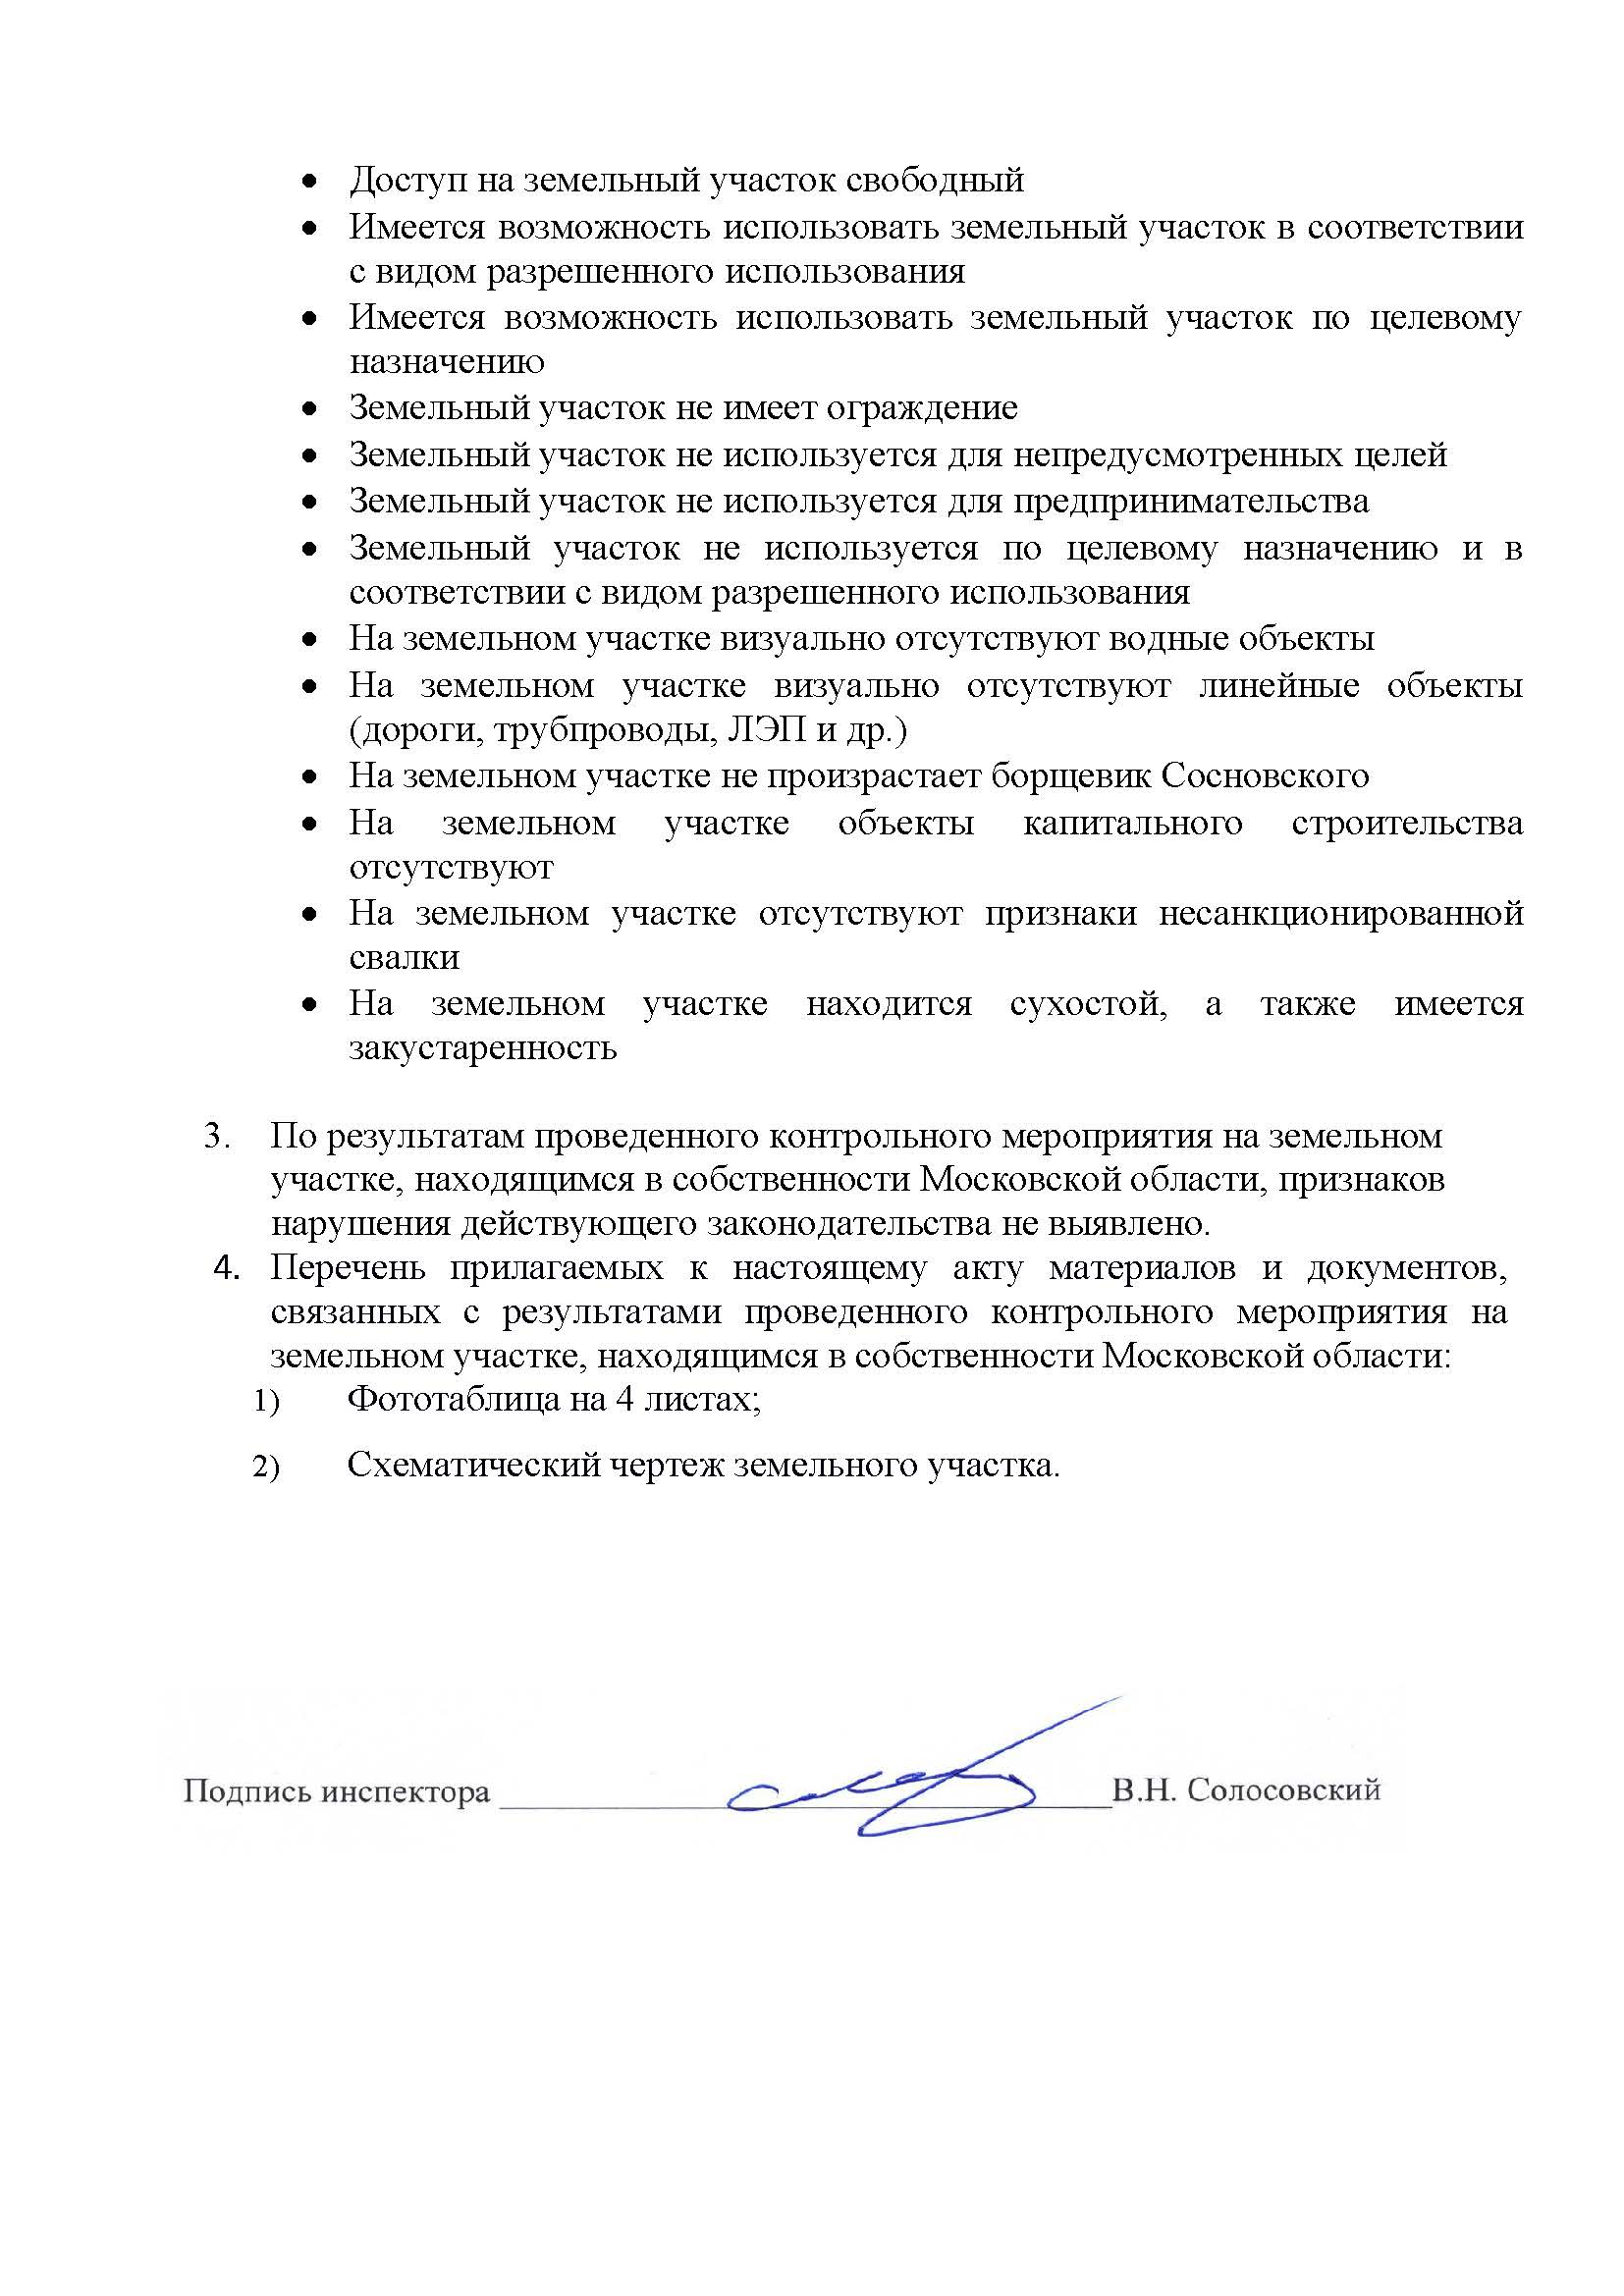 • Доступ на земельный участок свободный
• Имеется возможность использовать земельный участок в соответствии
с видом разрешенного использования
• Имеется возможность использовать земельный участок по целевому
назначению
• Земельный участок не имеет ограждение
• Земельный участок не используется для непредусмотренных целей
• Земельный участок не используется для предпринимательства
• Земельный участок не используется по целевому назначению и в
соответствии с видом разрешенного использования
• На земельном участке визуально отсутствуют водные объекты
• На земельном участке визуально отсутствуют линейные объекты
(дороги, трубпроводы, ЛЭП и др.)
• На земельном участке не произрастает борщевик Сосновского
• На земельном участке объекты капитального строительства
отсутствуют
• На земельном участке отсутствуют признаки несанкционированной
свалки
• На земельном участке находится сухостой, а также имеется
закустаренность
3. По результатам проведенного контрольного мероприятия на земельном
участке, находящимся в собственности Московской области, признаков
нарушения действующего законодательства не выявлено.
4. Перечень прилагаемых к настоящему акту материалов и документов,
связанных с результатами проведенного контрольного мероприятия на
земельном участке, находящимся в собственности Московской области:
1) Фототаблица на 4 листах;
2) Схематический чертеж земельного участка.
Подпись инспектора В.Н. Солосовский